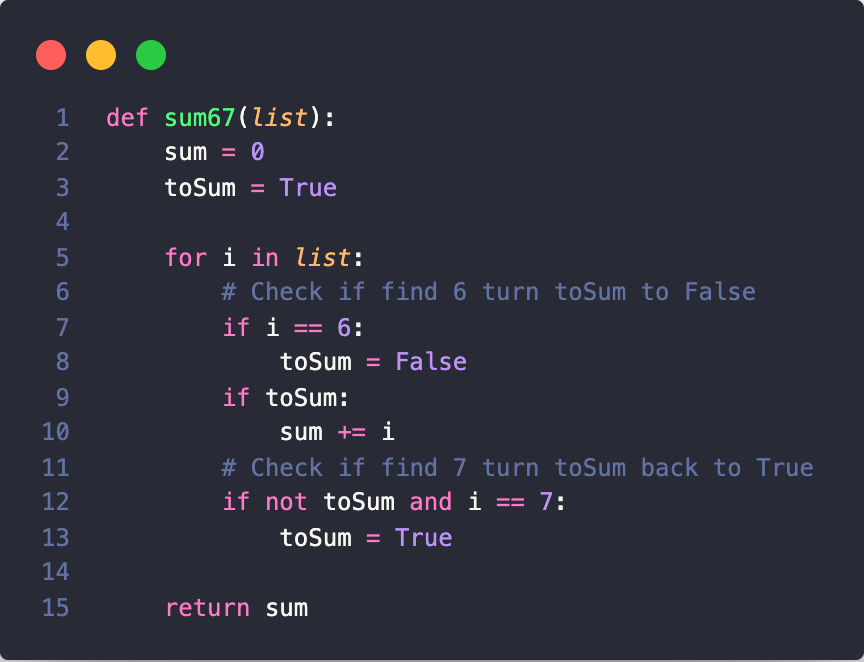 1 def sum67(list):
2     sum = 0
3     toSum = True
4
5     for i in list:
6         # Check if find 6 turn toSum to False
7         if i == 6:
8             toSum = False
9         if toSum:
10             sum += i
11         # Check if find 7 turn toSum back to True
12         if not toSum and i == 7:
13             toSum = True
14
15     return sum